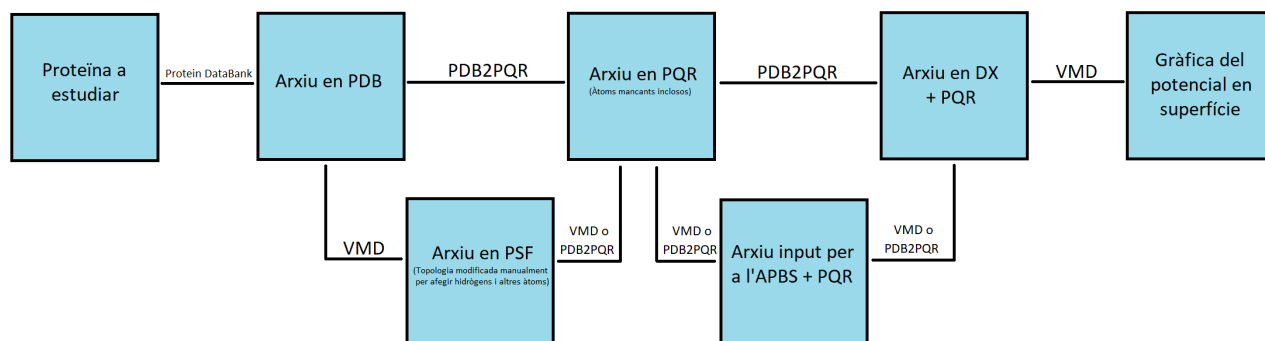 Proteïna a
estudiar
Protein DataBank
Arxiu en PDB
PDB2PQR
Arxiu en PQR
(Àtoms mancants inclosos)
PDB2PQR
Arxiu en DX
+ PQR
VMD
Gràfica del
potencial en
superfície
VMD
Arxiu en PSF
(Topologia modificada manualment
per afegir hidrògens i altres àtoms)
VMD o
PDB2PQR
VMD o
PDB2PQR
Arxiu input per
a l'APBS + PQR
VMD o
PDB2PQR